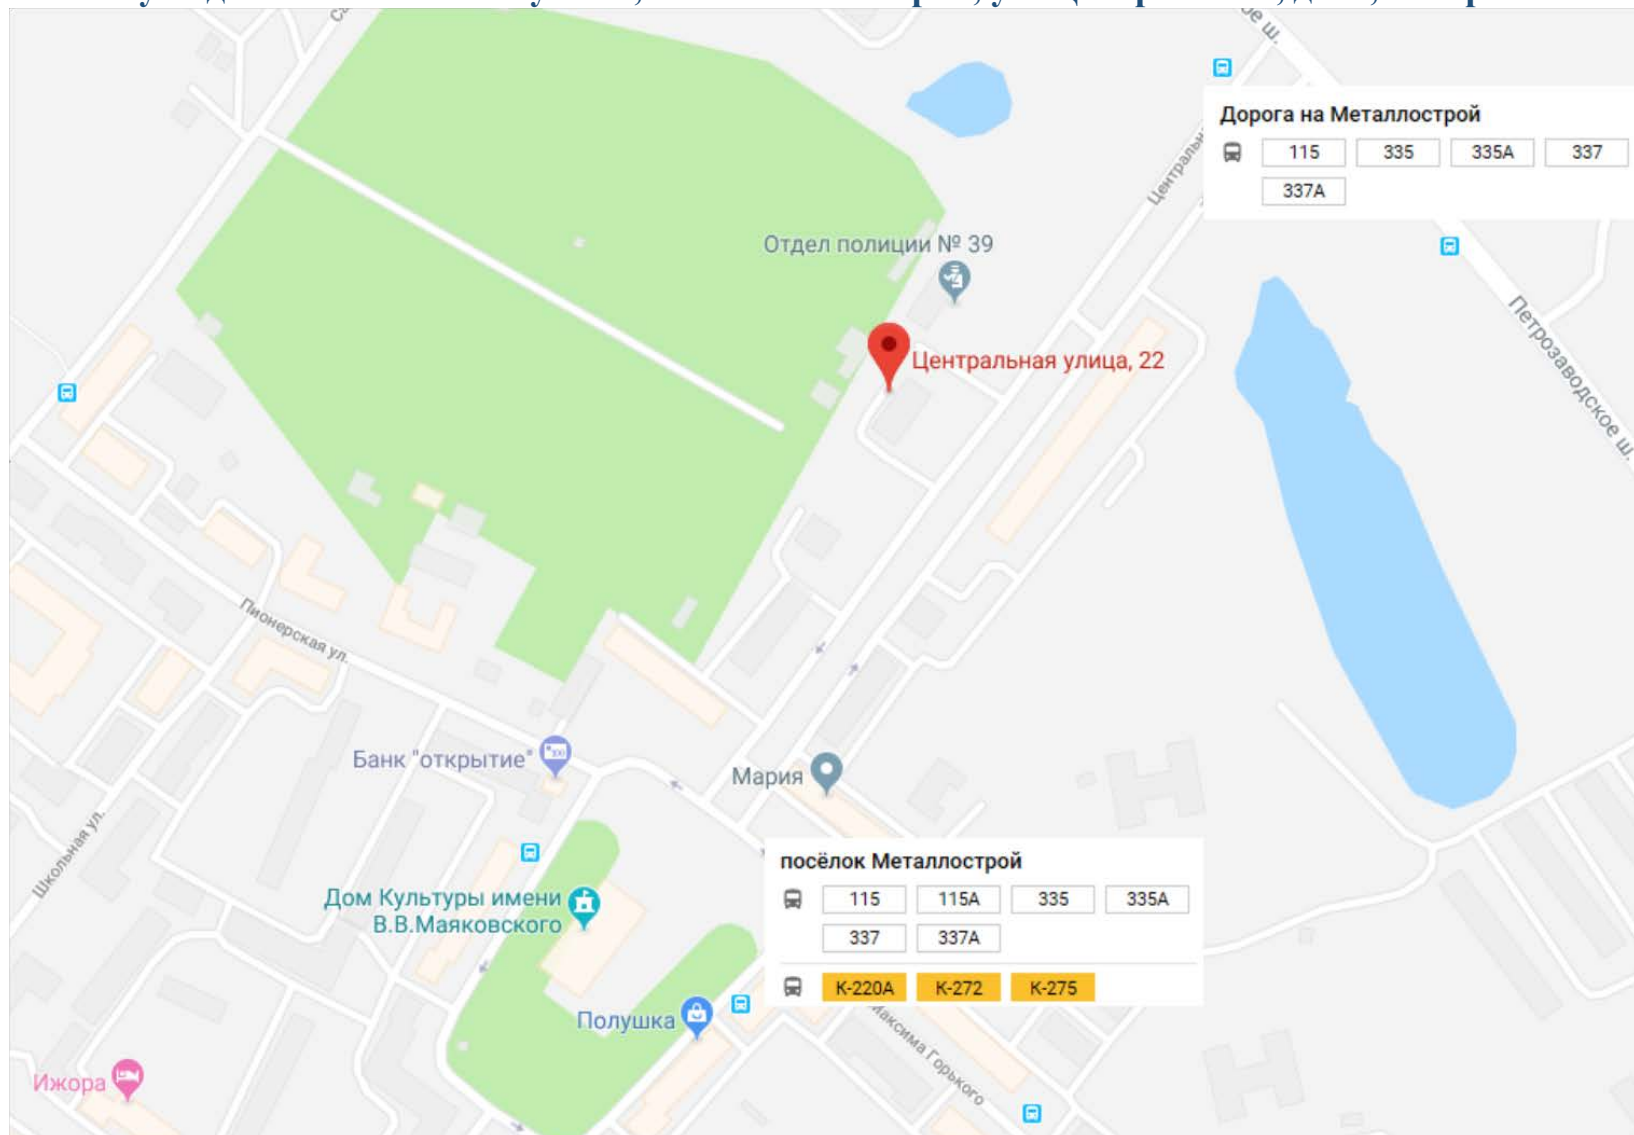 ое ш.
Дорога на Металлострой
115 335 335А 337
337А
Центральн
Отдел полиции № 39
Центральная улица, 22
Петрозаводское ш.
Пионерская ул.
Банк "открытие"
Мария
Школьная ул.
посёлок Металлострой
115 115А 335 335А
337 337А
К-220А К-272 К-275
Дом Культуры имени
В.В.Маяковского
Полушка
Максима Горького
Ижора